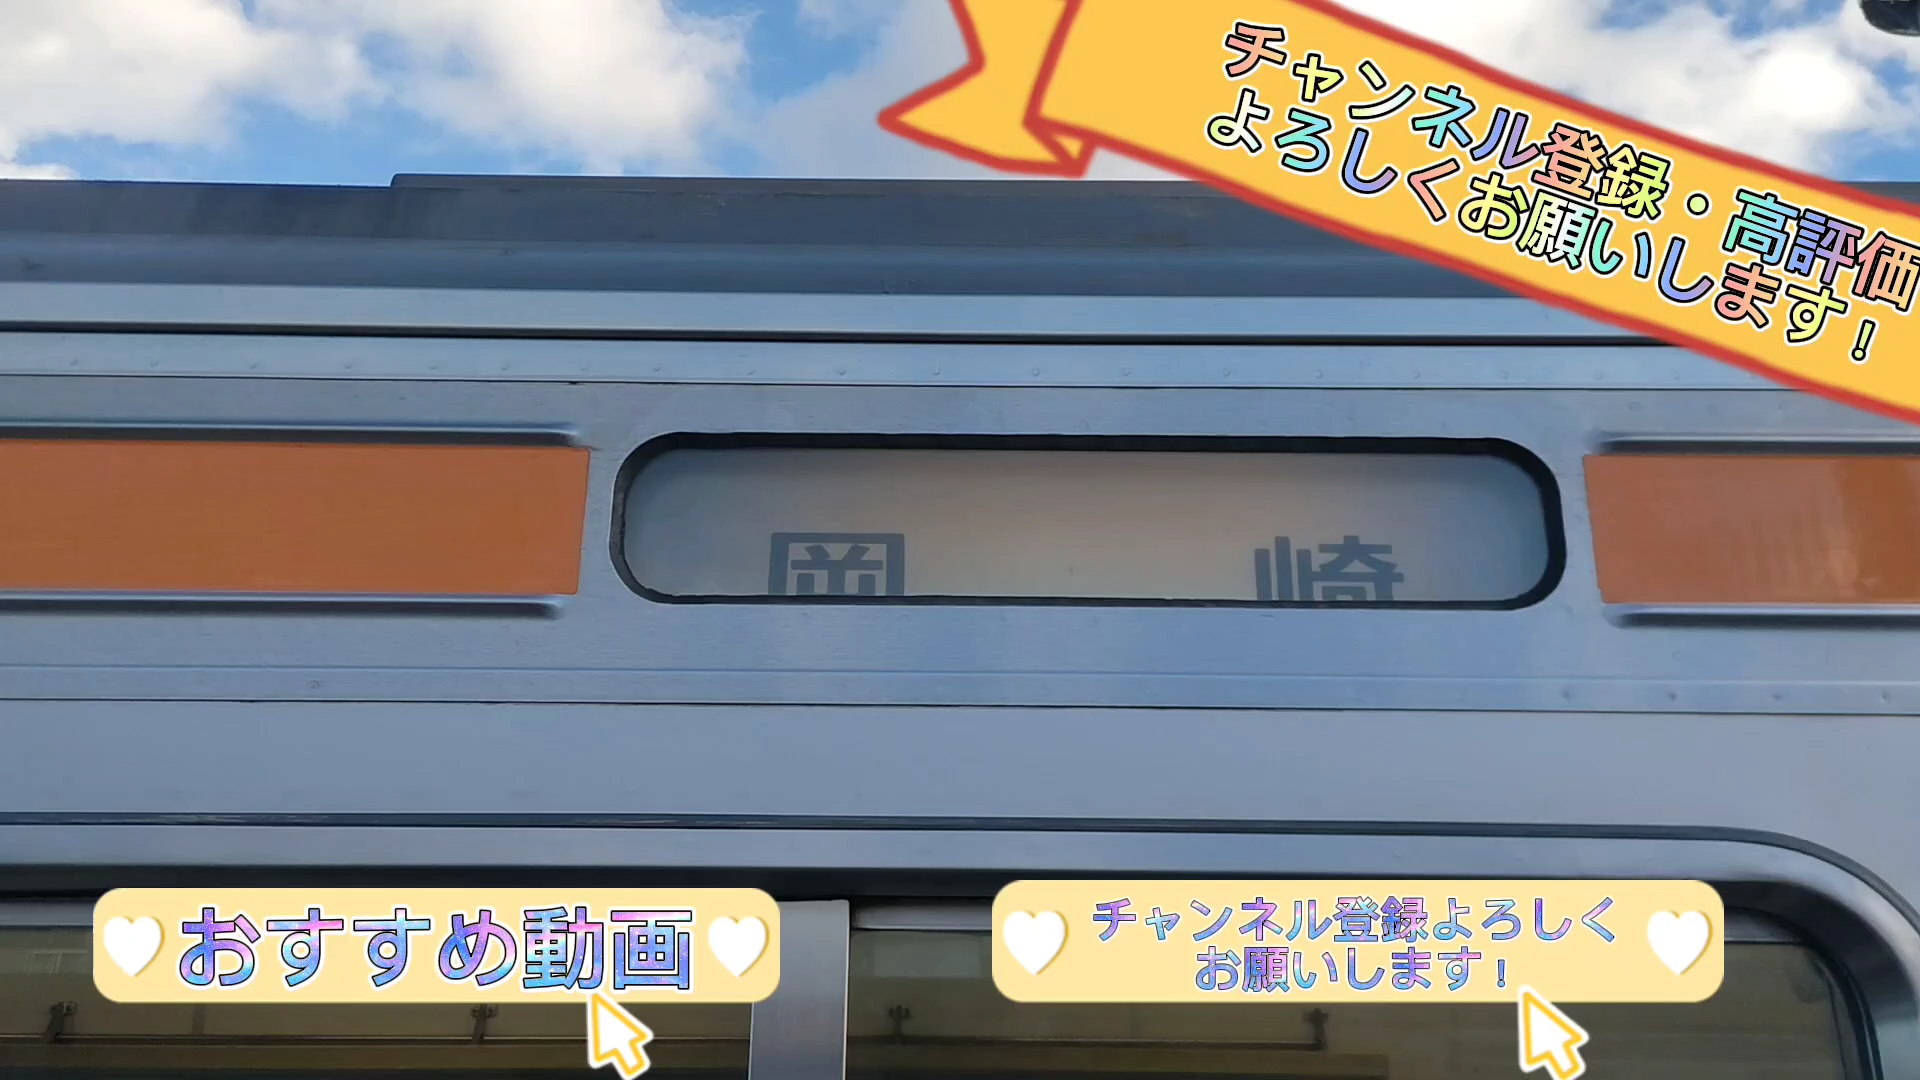 チャンネル登録・高評価
よろしくお願いします!
岡崎
おすすめ動画
チャンネル登録よろしく
お願いします!